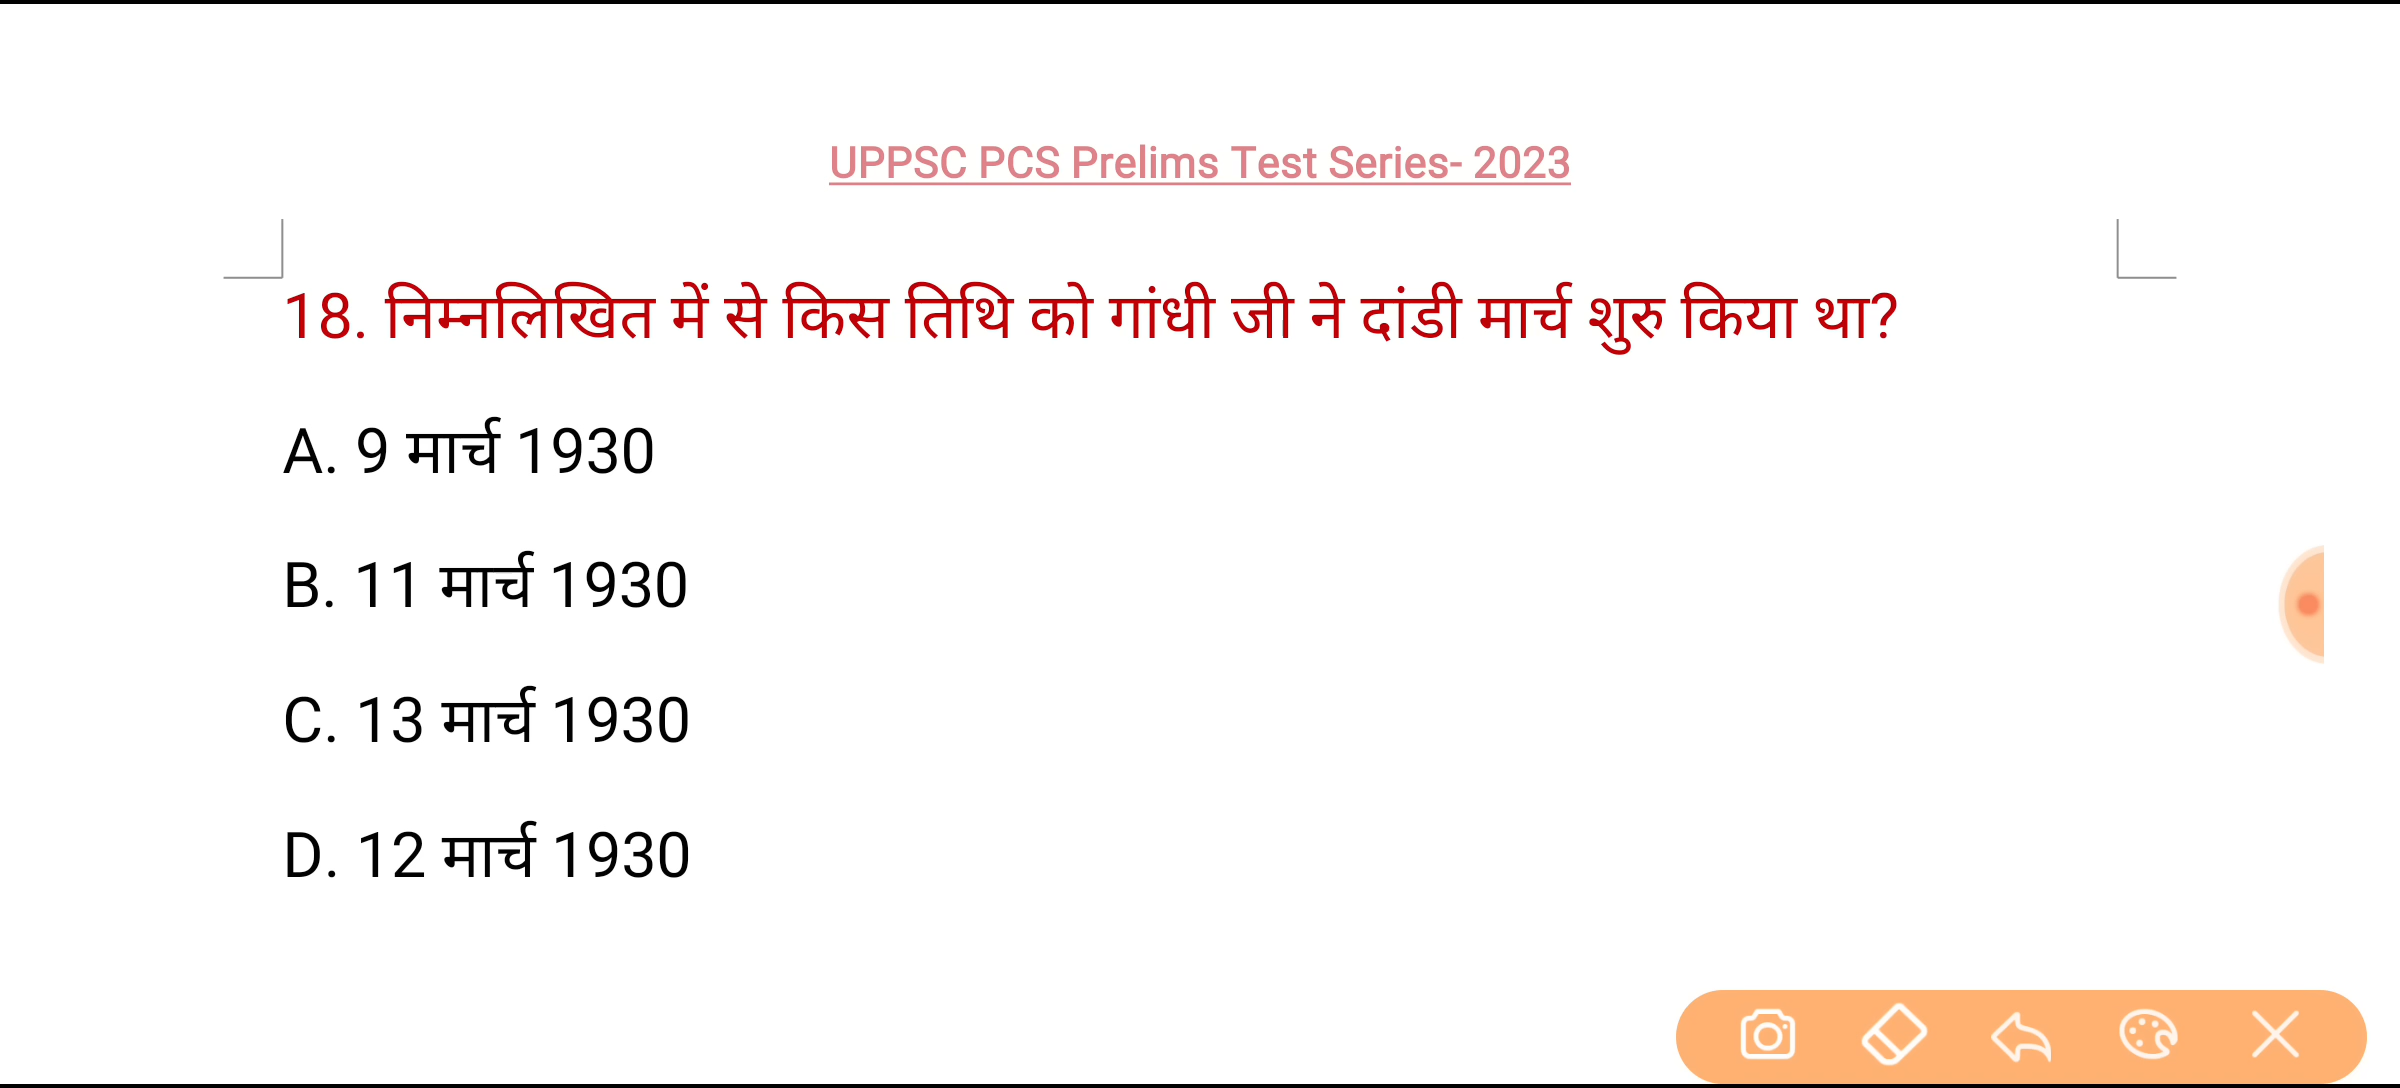 UPPSC PCS Prelims Test Series- 2023
18. निम्नलिखित में से किस तिथि को गांधी जी ने दांडी मार्च शुरु किया था?
A. 9 मार्च 1930
B. 11 मार्च 1930
C. 13 मार्च 1930
D. 12 मार्च 1930